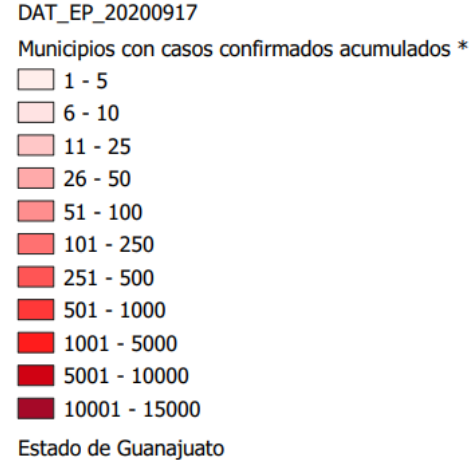 DAT_EP_20200917
Municipios con casos confirmados acumulados *
1 - 5
6 - 10
11 - 25
26 - 50
51 - 100
101 - 250
251 - 500
501 - 1000
1001 - 5000
5001 - 10000
10001 - 15000
Estado de Guanajuato